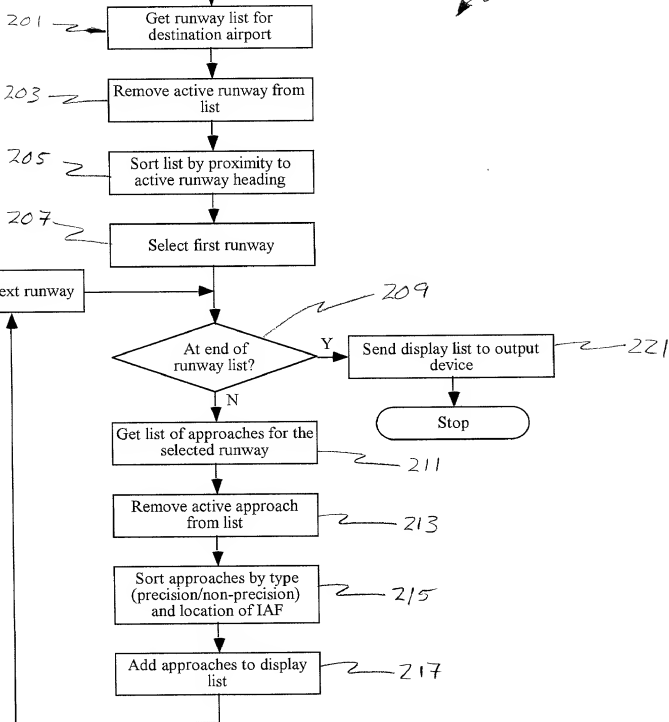 201
Get runway list for
destination airport
203
Remove active runway from
list
205
Sort list by proximity to
active runway heading
207
Select first runway
ext runway
209
At end of
runway list?
Y
Send display list to output
device
221
N
Stop
Get list of approaches for the
selected runway
211
Remove active approach
from list
213
Sort approaches by type
(precision/non-precision)
and location of IAF
215
Add approaches to display
list
217